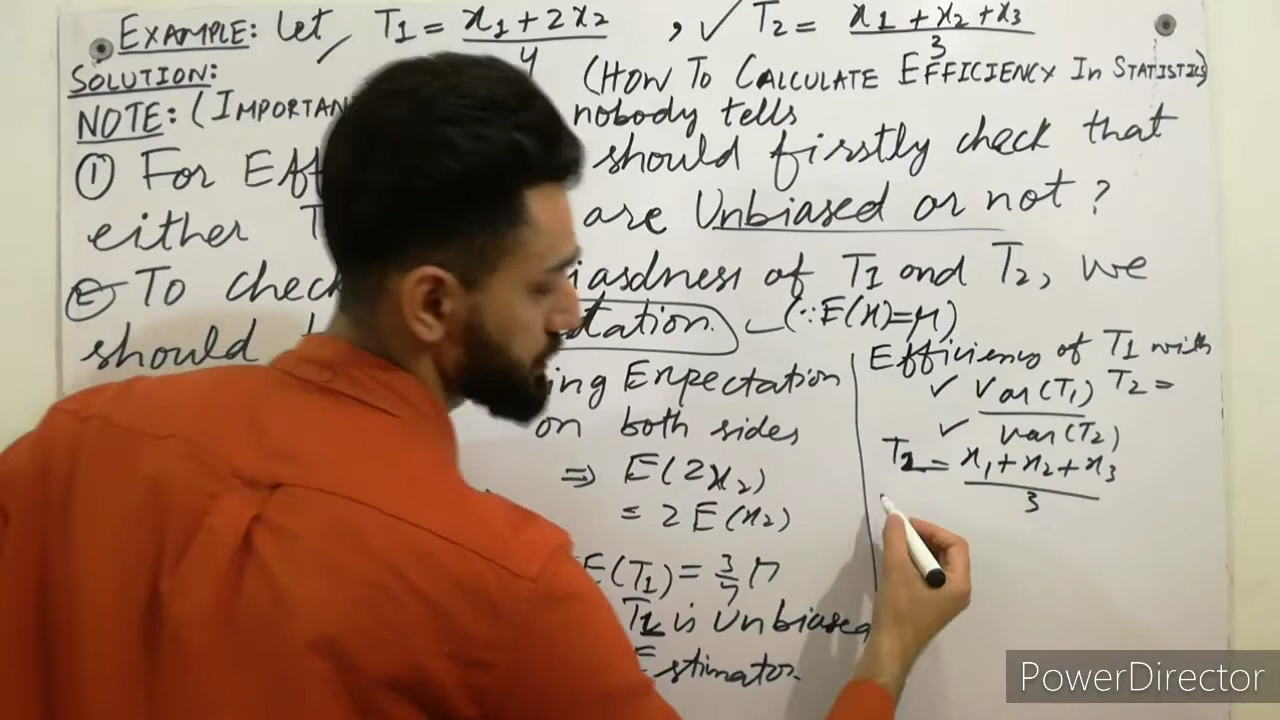 EXAMPLE: Let T1 = x1+2x2 / 4 , ✓ T2 = x1+x2+x3 / 3
SOLUTION: (HOW TO CALCULATE EFFICIENCY IN STATISTICS)
NOTE: (IMPORTAN nobody tells
① For Eff should firstly check that
either T are Unbiased or not?
② To check iasdness of T1 and T2, we
should tation. (∵E(x)=μ)
ing Expectation
on both sides
⇒ E(2x2)
= 2 E(x2)
E(T1) = 3/4 μ
T1 is Unbiased
Estimator.
Efficiency of T1 with
✓ Var(T1) T2 =
✓ var(T2)
T2 = x1+x2+x3
3
PowerDirector